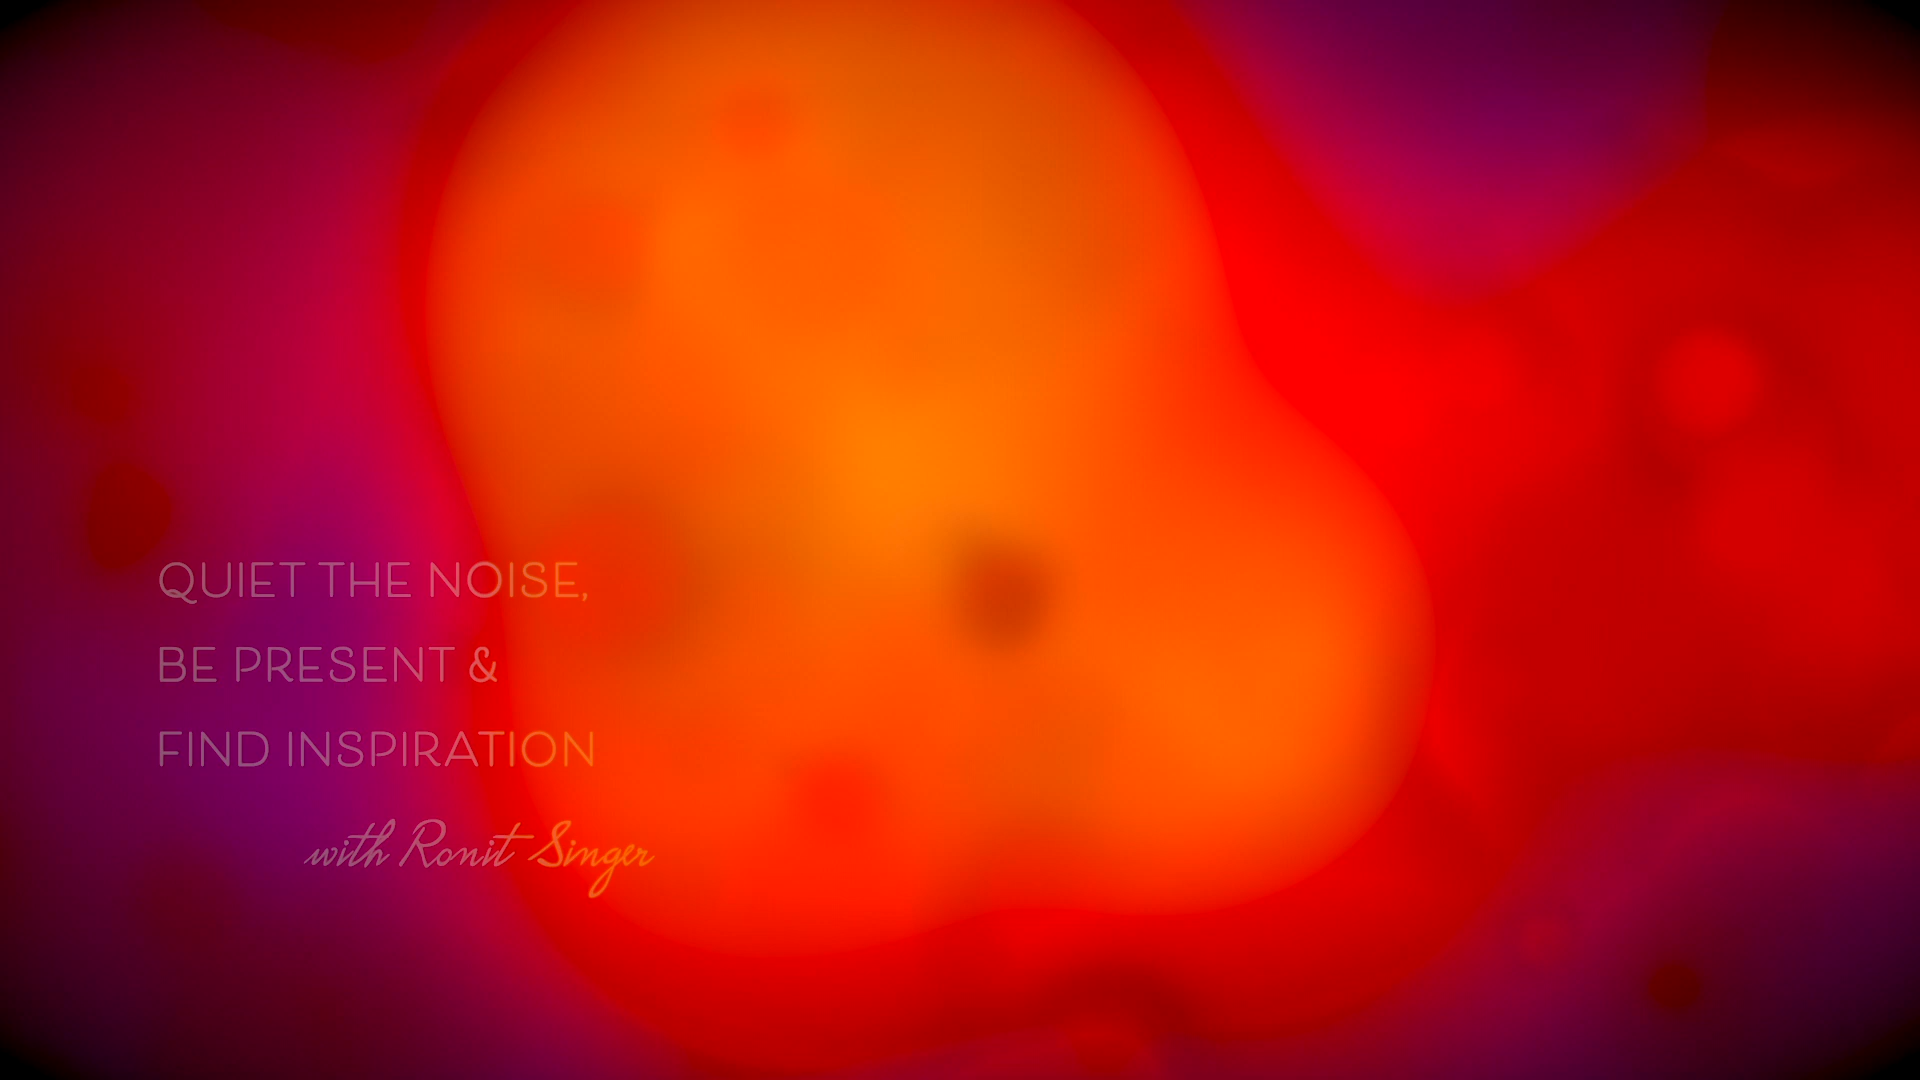 QUIET THE NOISE,
BE PRESENT &
FIND INSPIRATION
with Ronit Singer